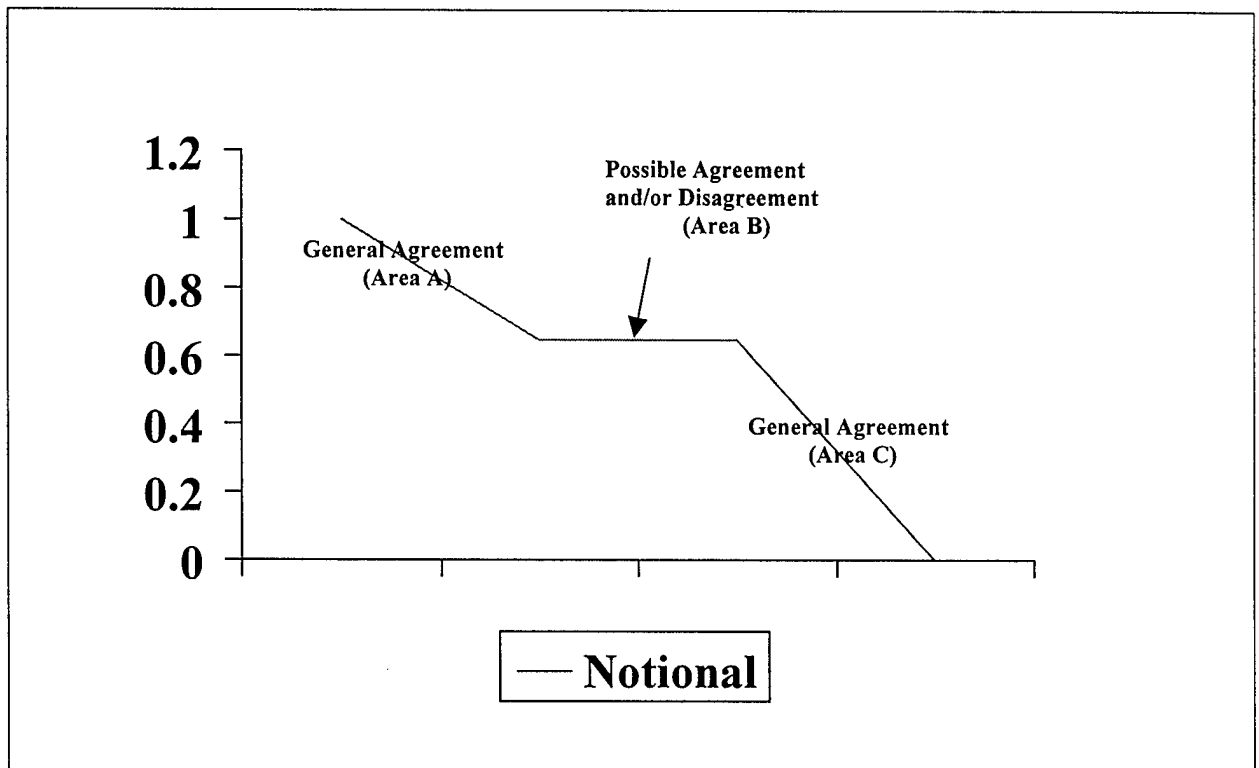 1.2
1
0.8
0.6
0.4
0.2
0
General Agreement
(Area A)
Possible Agreement
and/or Disagreement
(Area B)
General Agreement
(Area C)
Notional